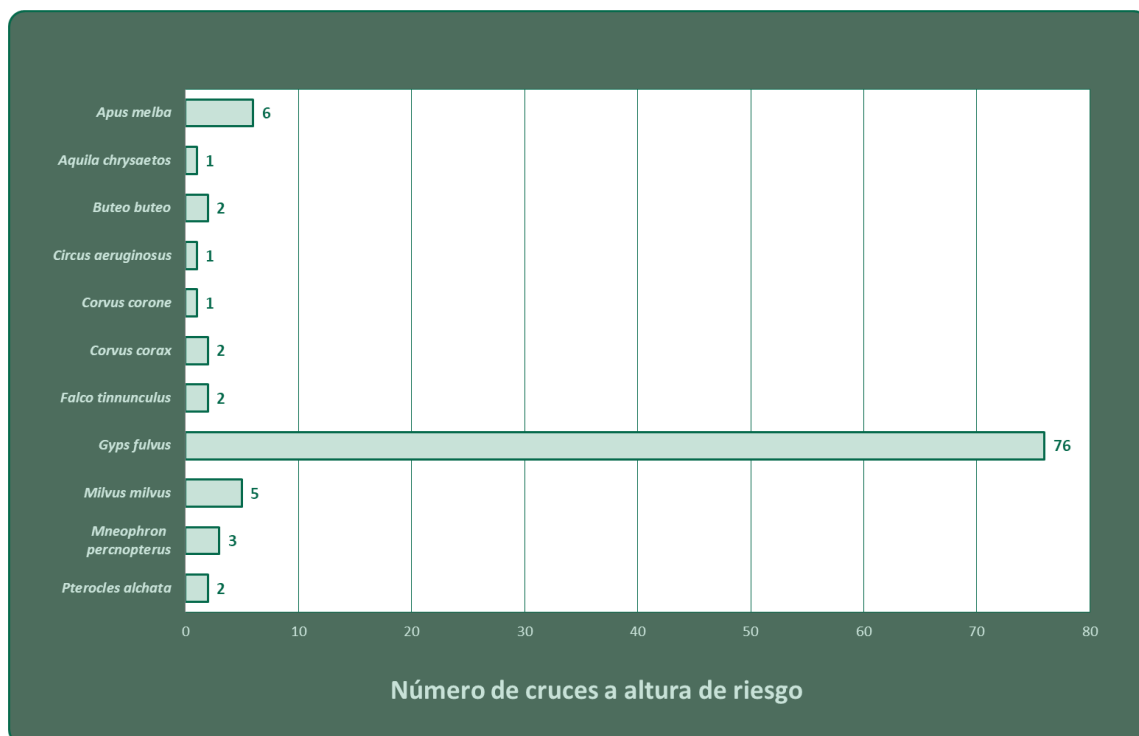 Apus melba
6
Aquila chrysaetos
1
Buteo buteo
2
Circus aeruginosus
1
Corvus corone
1
Corvus corax
2
Falco tinnunculus
2
Gyps fulvus
76
Milvus milvus
5
Mneophron
percnopterus
3
Pterocles alchata
2
0 10 20 30 40 50 60 70 80
Número de cruces a altura de riesgo